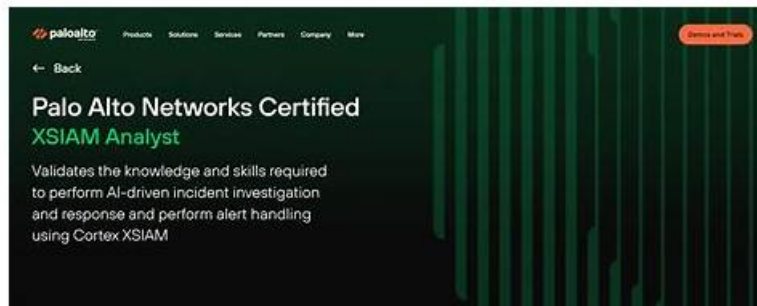 paloalto
Products Solutions Services Partners Company More
Demos and Trials
← Back
Palo Alto Networks Certified
XSIAM Analyst
Validates the knowledge and skills required
to perform AI-driven incident investigation
and response and perform alert handling
using Cortex XSIAM